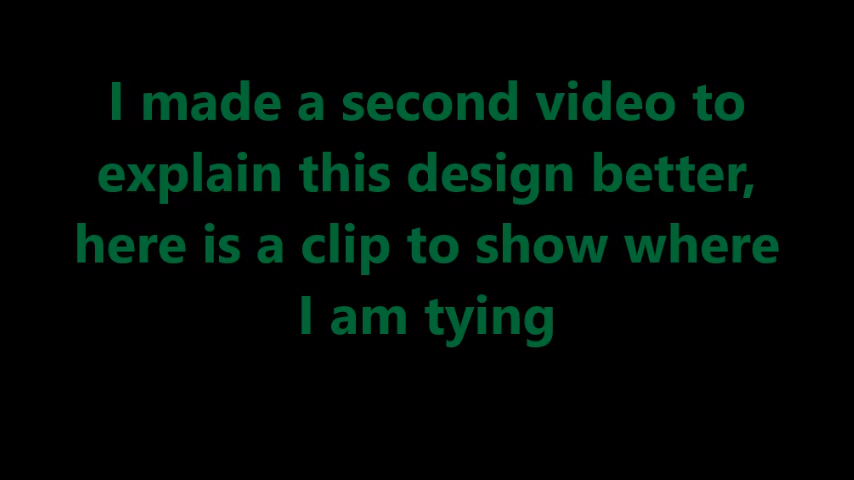 I made a second video to
explain this design better,
here is a clip to show where
I am tying